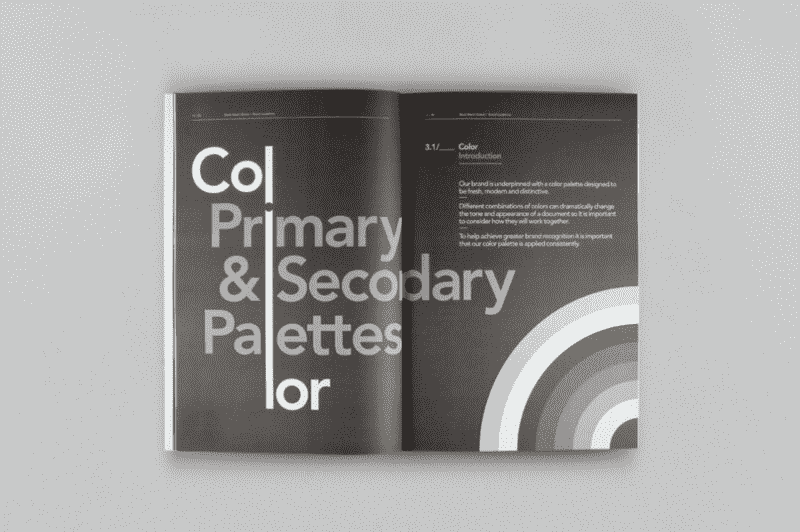 Col
Primary
& Secodary
Palettes
lor
3.1/ Color
Introduction
Our brand is underpinned with a color palette designed to
be fresh, modern and distinctive.
Different combinations of colors can dramatically change
the tone and appearance of a document so it is important
to consider how they will work together.
To help achieve greater brand recognition it is important
that our color palette is applied consistently.